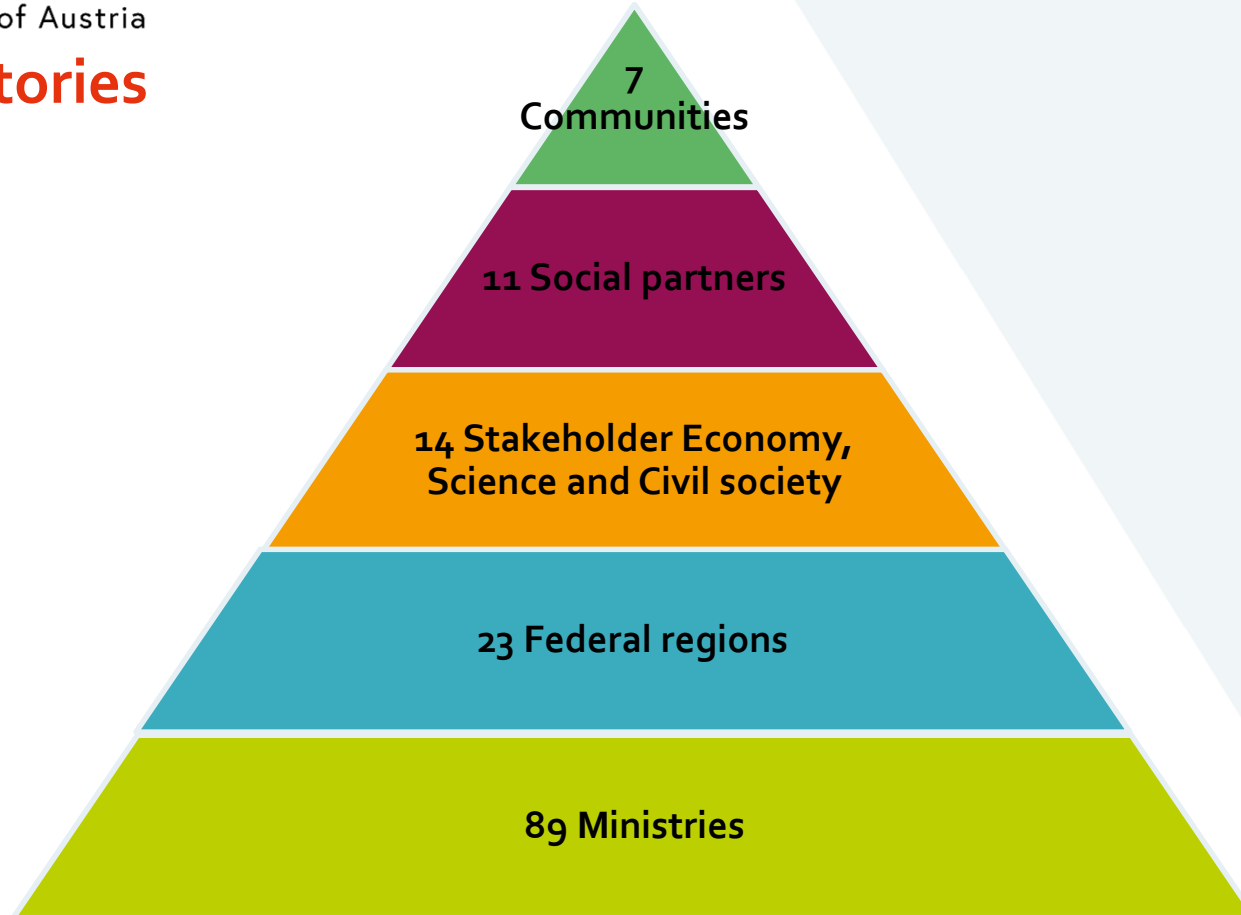 of Austria
tories
7
Communities
11 Social partners
14 Stakeholder Economy,
Science and Civil society
23 Federal regions
89 Ministries